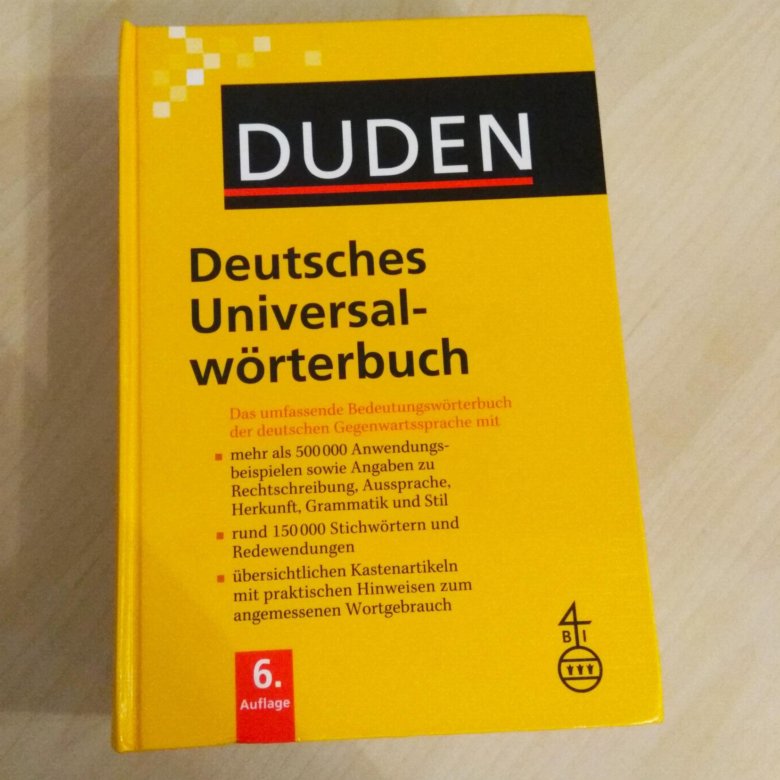 DUDEN
Deutsches
Universal-
wörterbuch
Das umfassende Bedeutungswörterbuch
der deutschen Gegenwartssprache mit
mehr als 500 000 Anwendungs-
beispielen sowie Angaben zu
Rechtschreibung, Aussprache,
Herkunft, Grammatik und Stil
rund 150 000 Stichwörtern und
Redewendungen
übersichtlichen Kastenartikeln
mit praktischen Hinweisen zum
angemessenen Wortgebrauch
B I
6.
Auflage